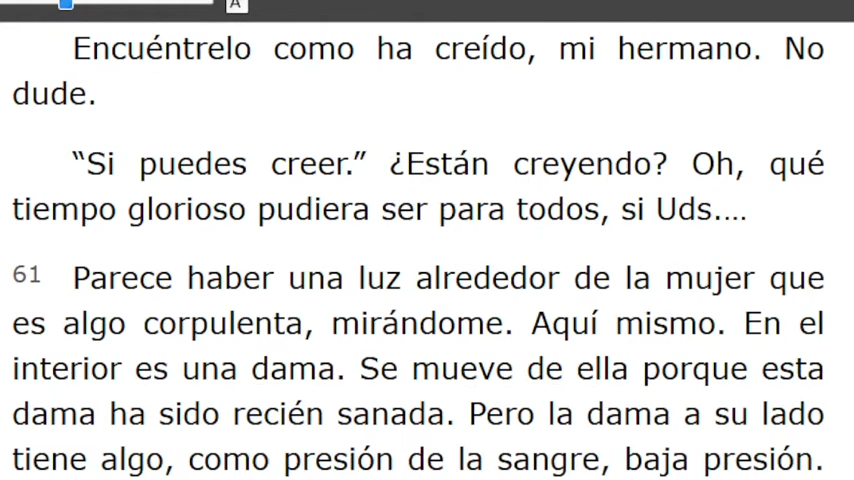 A
Encuéntrelo como ha creído, mi hermano. No
dude.
“Si puedes creer.” ¿Están creyendo? Oh, qué
tiempo glorioso pudiera ser para todos, si Uds.…
61 Parece haber una luz alrededor de la mujer que
es algo corpulenta, mirándome. Aquí mismo. En el
interior es una dama. Se mueve de ella porque esta
dama ha sido recién sanada. Pero la dama a su lado
tiene algo, como presión de la sangre, baja presión.